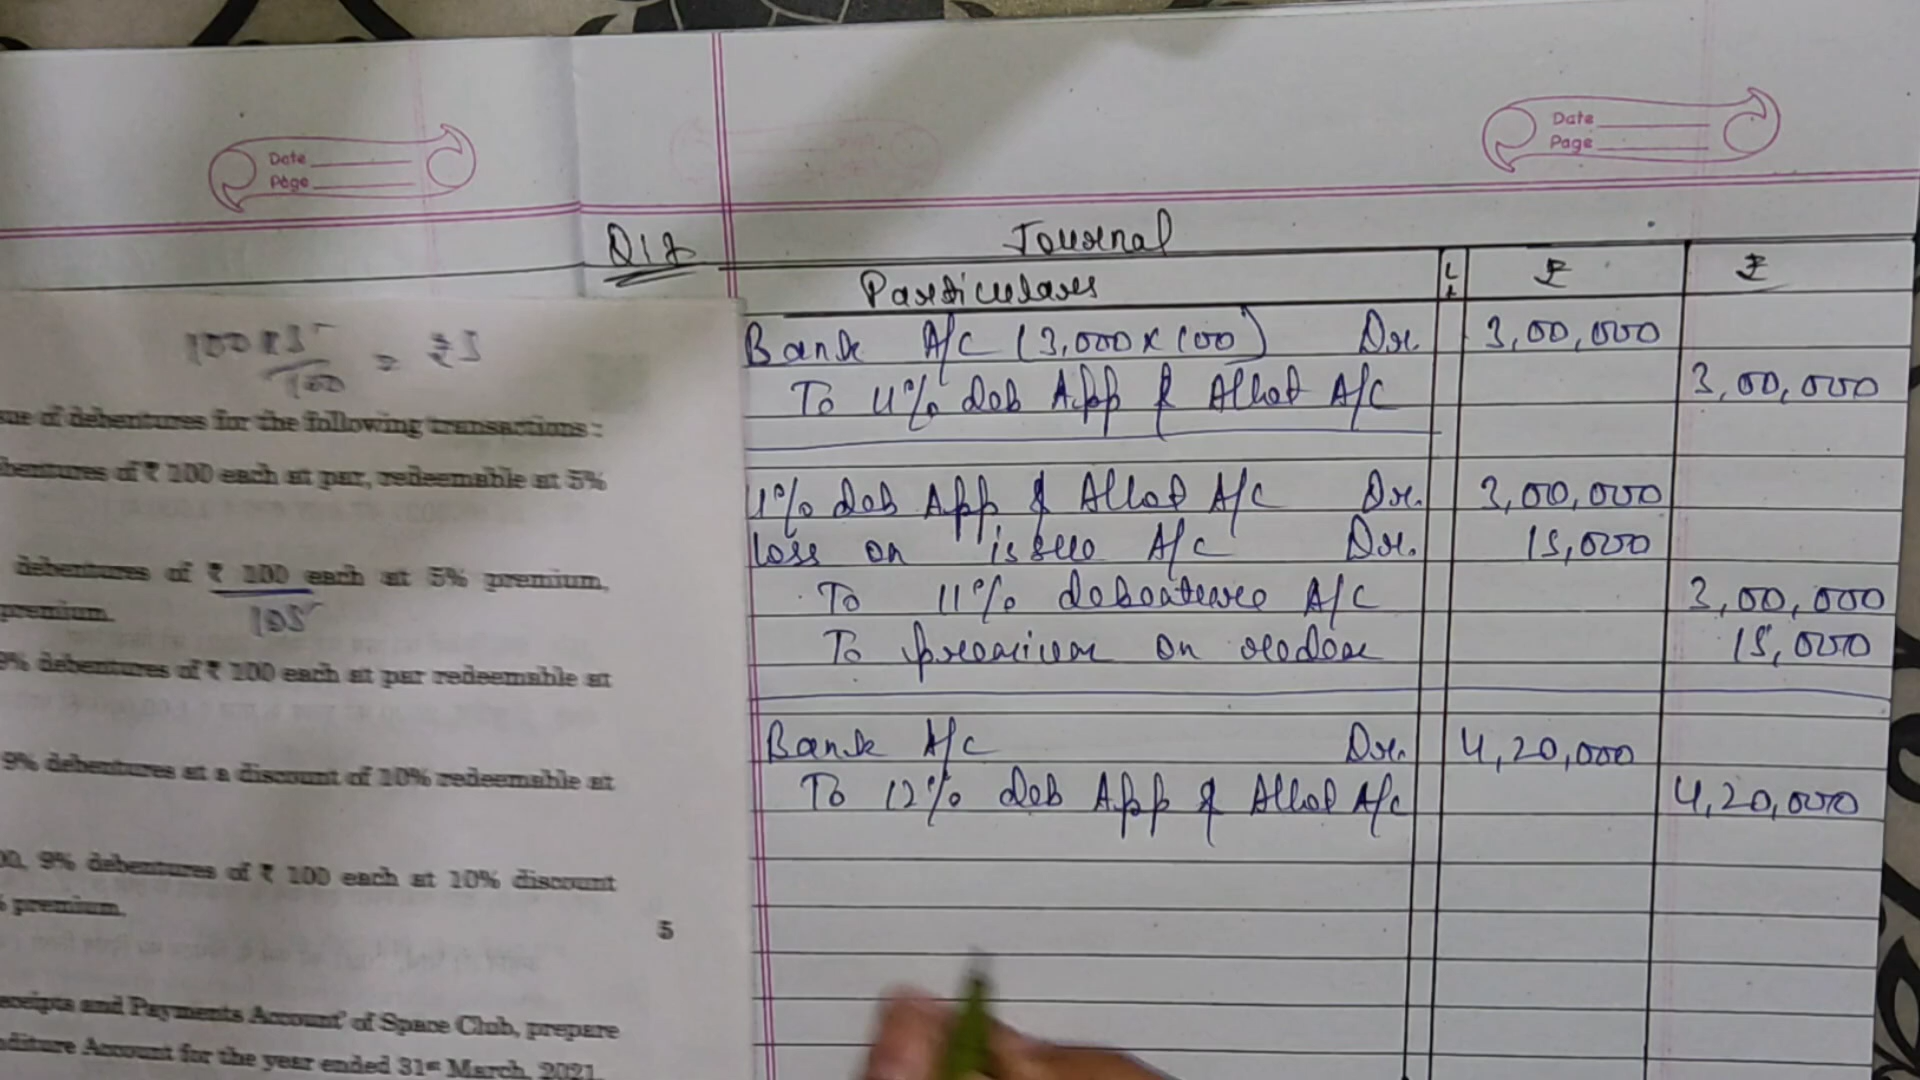 Date
Page
Date
Page
Q17
Journal
Particulars
L
F
₹
₹
Bank A/C (3,000 x 100) Dr. 3,00,000
To 11% deb App & Allot A/C 3,00,000
11% deb App & Allot A/C Dr. 3,00,000
loss on issue A/C Dr. 15,000
To 11% debenture A/C 3,00,000
To premium on redem 15,000
Bank A/C Dr. 4,20,000
To 12% deb App & Allot A/C 4,20,000
100 x 5
100
= ₹5
of debentures for the following transactions :
of ₹ 100 each at par, redeemable at 5%
debentures of ₹ 100 each at 5% premium,
premium.
105
9% debentures of ₹ 100 each at par redeemable at
9% debentures at a discount of 10% redeemable at
9% debentures of ₹ 100 each at 10% discount
premium.
5
and Payments Account' of Space Club, prepare
Account for the year ended 31st March, 2021.